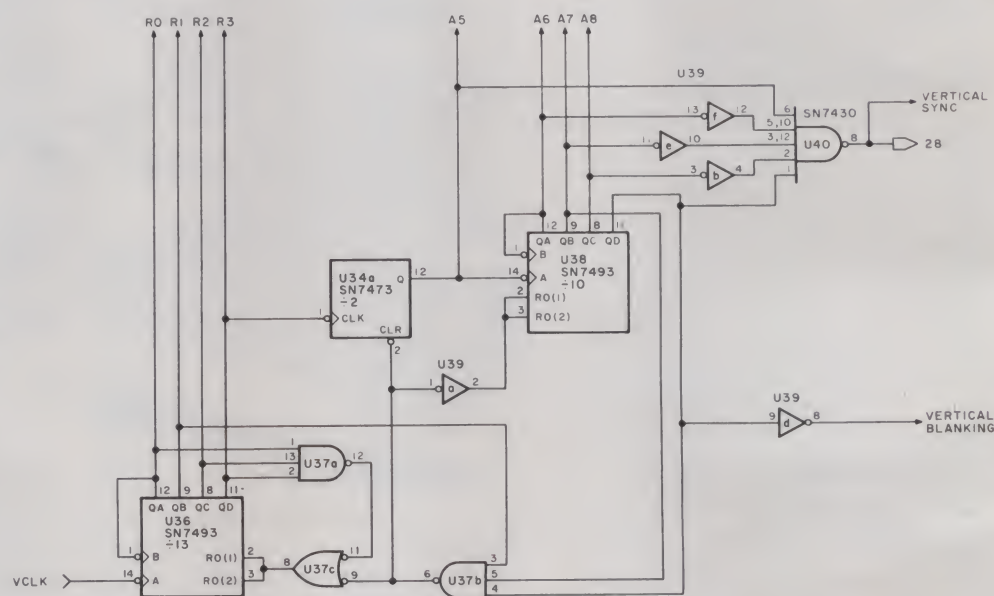 R0 R1 R2 R3 A5 A6 A7 A8
U39
SN7430
VERTICAL
SYNC
13 f 12
6
5,10
3,12
2
1
U40
8
28
1. e 10
3 b 4
12 9 8 11
QA QB QC QD
1 B
U38
SN7493
÷10
14 A
2 RO(1)
3 RO(2)
U34a
SN7473
÷2
Q 12
1 CLK
CLR
2
U39
1 a 2
U39
9 d 8
VERTICAL
BLANKING
1
13
2
U37a
12
12 9 8 11
QA QB QC QD
U36
SN7493
÷13
1 B
VCLK 14 A
RO(1) 2
RO(2) 3
8 U37c 11
9
6 U37b 3
5
4